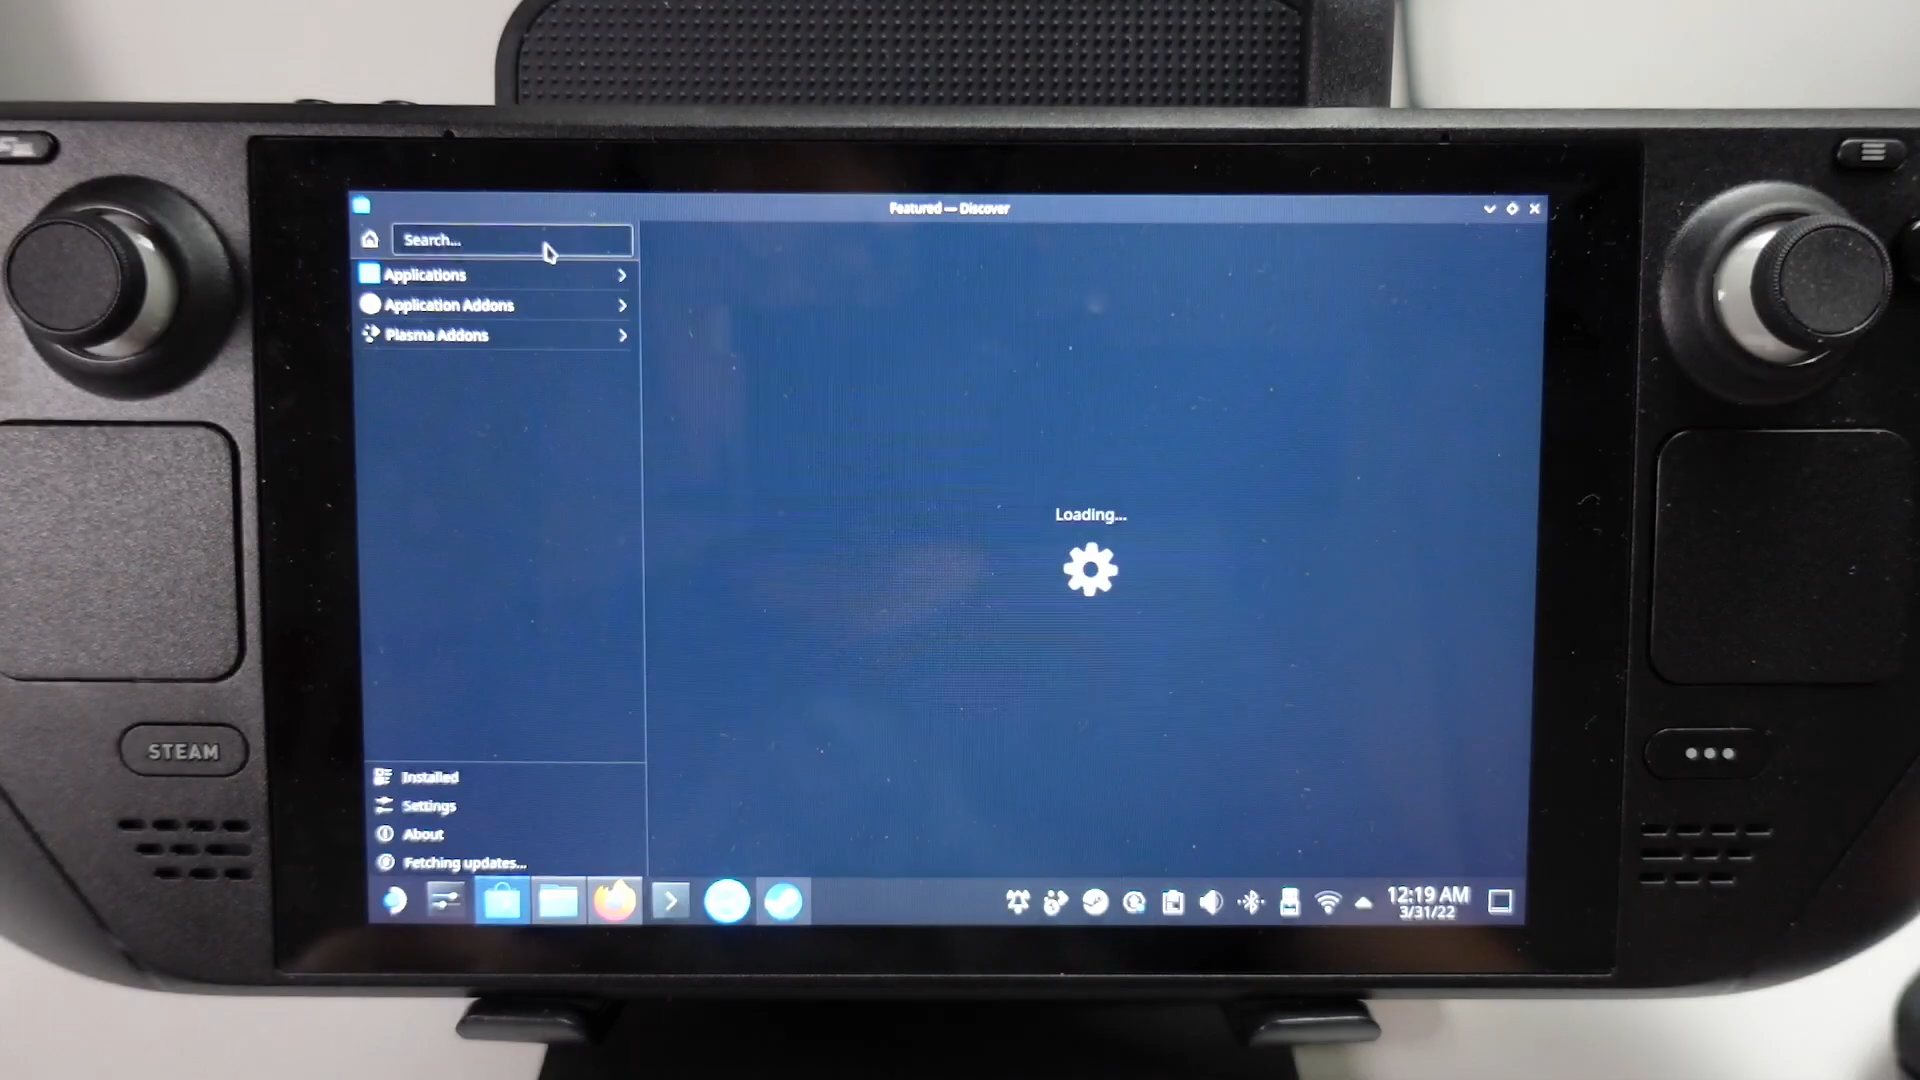 Featured — Discover
Search...
Applications
Application Addons
Plasma Addons
Loading...
STEAM
Installed
Settings
About
Fetching updates...
12:19 AM
3/31/22